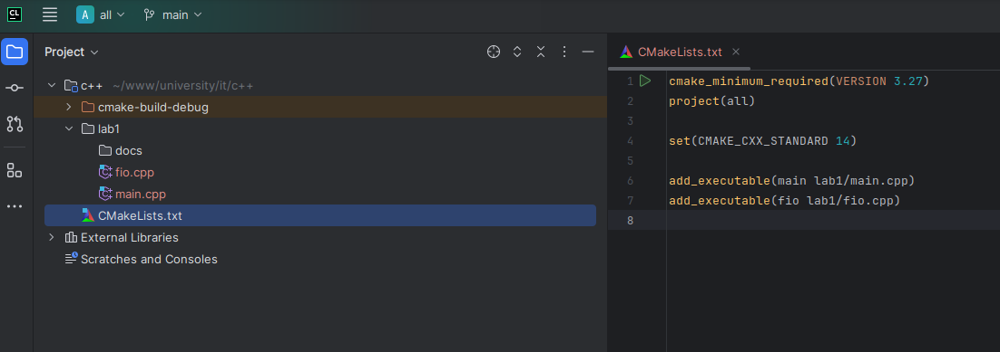 CL
A all main
Project
c++ ~/www/university/it/c++
cmake-build-debug
lab1
docs
fio.cpp
main.cpp
CMakeLists.txt
External Libraries
Scratches and Consoles
CMakeLists.txt
1 cmake_minimum_required(VERSION 3.27)
2 project(all)
3
4 set(CMAKE_CXX_STANDARD 14)
5
6 add_executable(main lab1/main.cpp)
7 add_executable(fio lab1/fio.cpp)
8